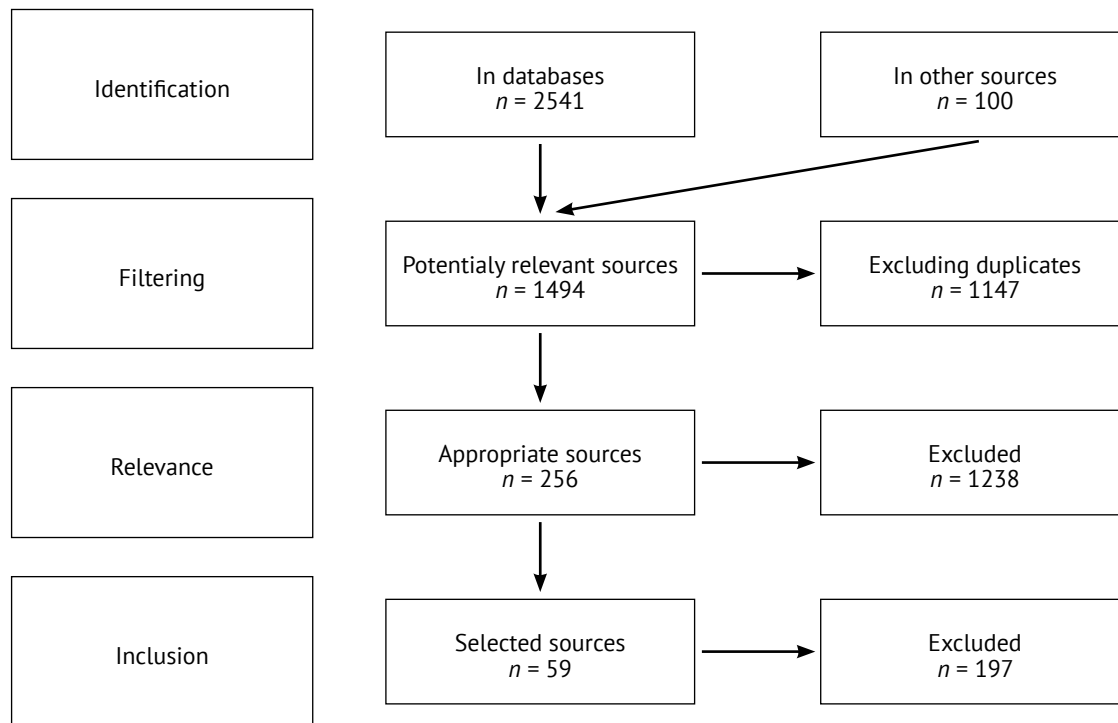 Identification
In databases
n = 2541
In other sources
n = 100
Filtering
Potentialy relevant sources
n = 1494
Excluding duplicates
n = 1147
Relevance
Appropriate sources
n = 256
Excluded
n = 1238
Inclusion
Selected sources
n = 59
Excluded
n = 197